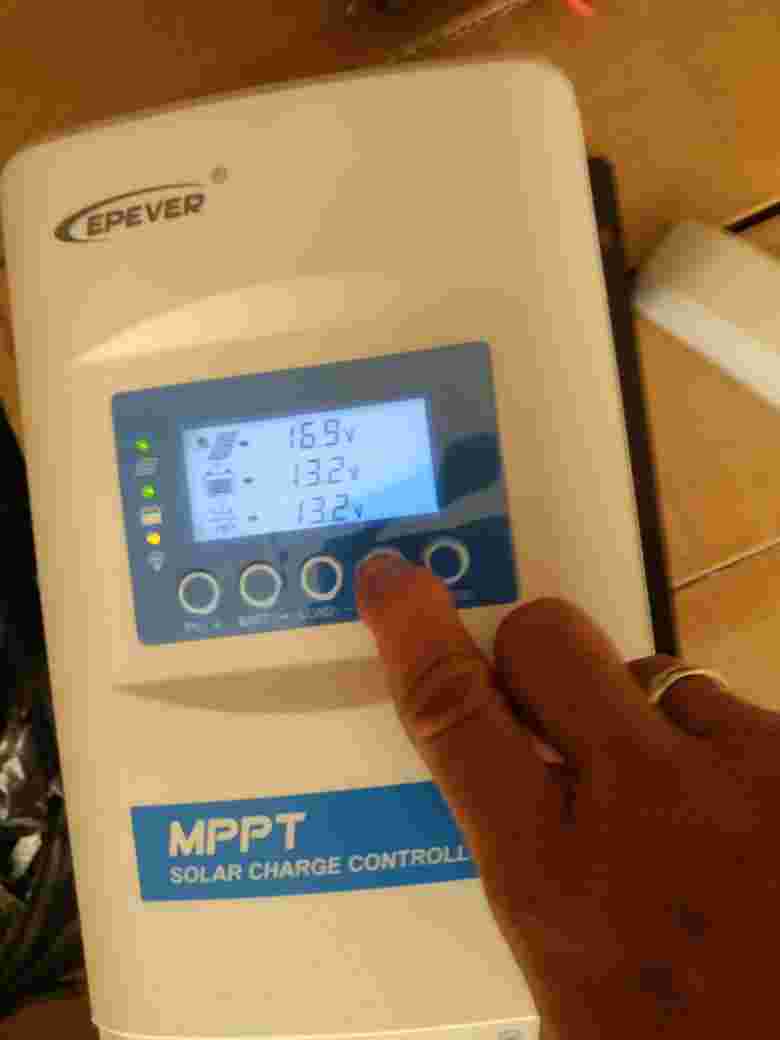 EPEVER®
16.9V
13.2V
13.2V
MPPT
SOLAR CHARGE CONTROLL